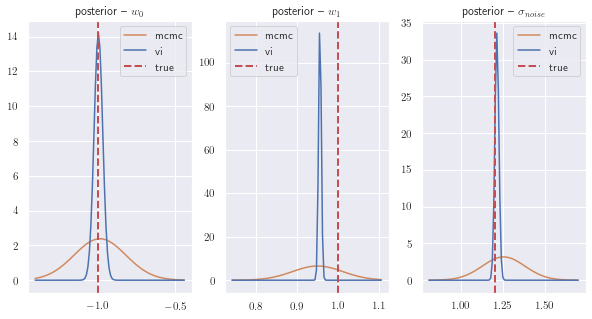 posterior – w₀
14
12
10
8
6
4
2
0
−1.0
−0.5
mcmc
vi
true
posterior – w₁
100
80
60
40
20
0
0.8
0.9
1.0
1.1
mcmc
vi
true
posterior – σ_noise
35
30
25
20
15
10
5
0
1.00
1.25
1.50
mcmc
vi
true